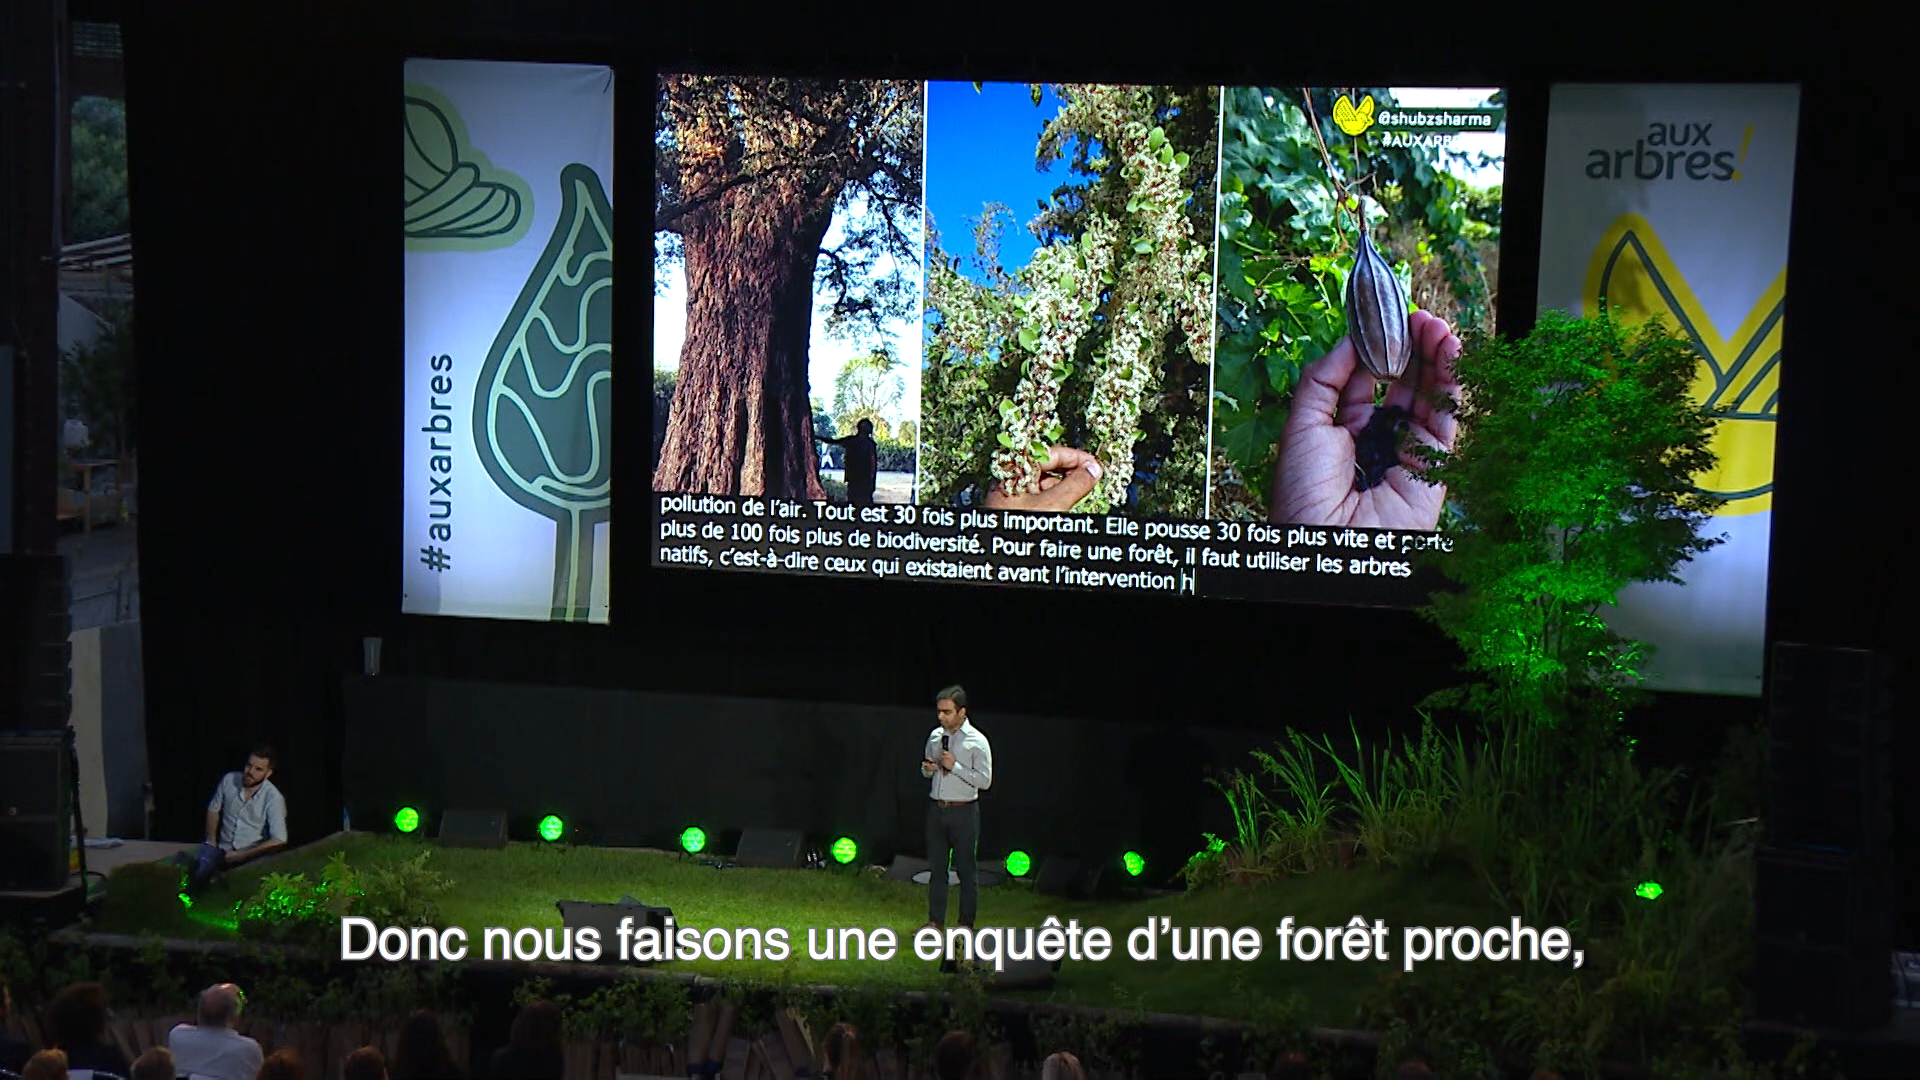 #auxarbres
@shubzsharma
#AUXARB
aux
arbres!
pollution de l'air. Tout est 30 fois plus important. Elle pousse 30 fois plus vite et porte
plus de 100 fois plus de biodiversité. Pour faire une forêt, il faut utiliser les arbres
natifs, c'est-à-dire ceux qui existaient avant l'intervention h
Donc nous faisons une enquête d'une forêt proche,